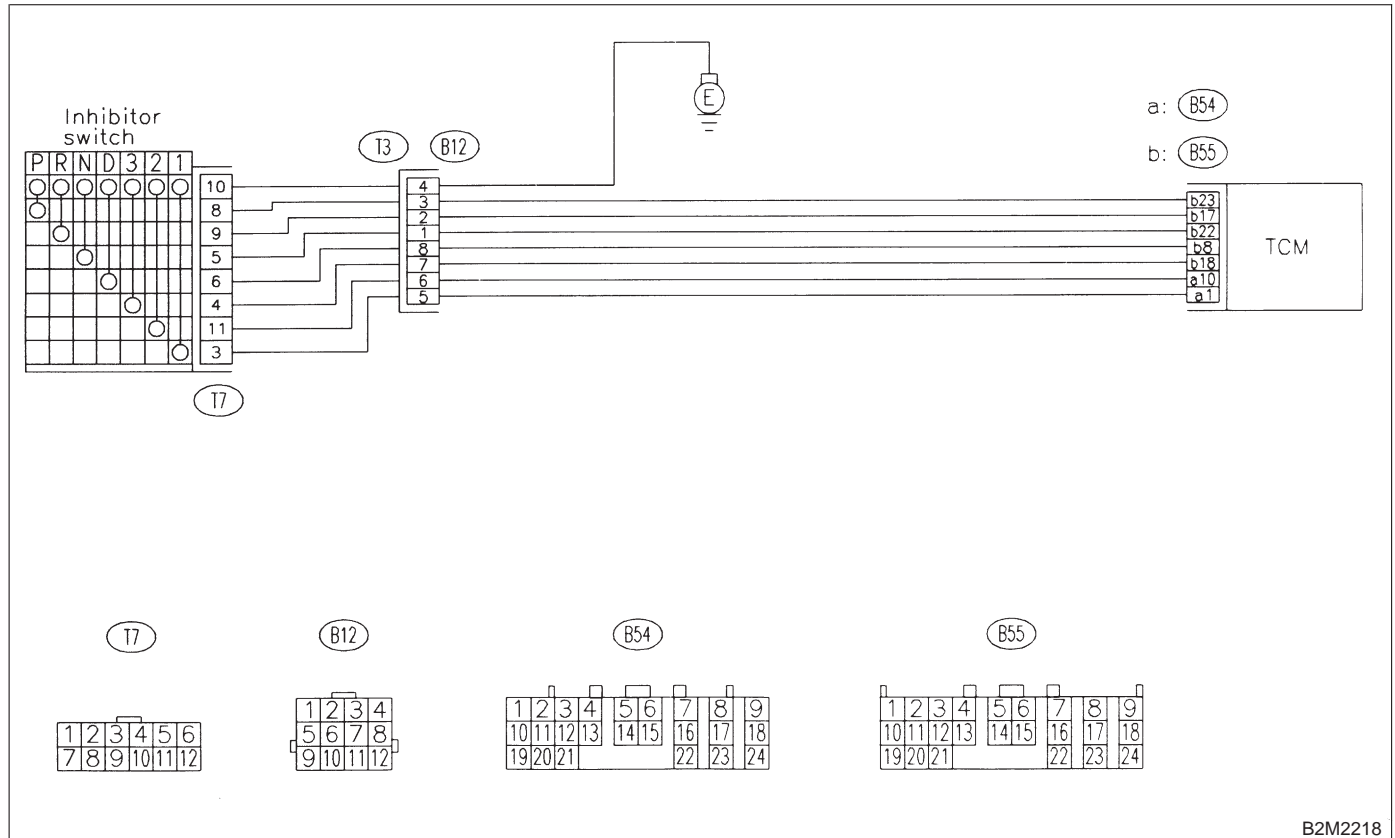 E
a: B54
Inhibitor
switch
T3 B12
b: B55
P R N D 3 2 1
10 4
8 3 b23
9 2 b17
5 1 b22
6 8 b8
4 7 b18
11 6 a10
3 5 a1
TCM
T7
T7 B12 B54 B55
1 2 3 4 5 6
7 8 9 10 11 12
1 2 3 4
5 6 7 8
9 10 11 12
1 2 3 4 5 6 7 8 9
10 11 12 13 14 15 16 17 18
19 20 21 22 23 24
1 2 3 4 5 6 7 8 9
10 11 12 13 14 15 16 17 18
19 20 21 22 23 24
B2M2218